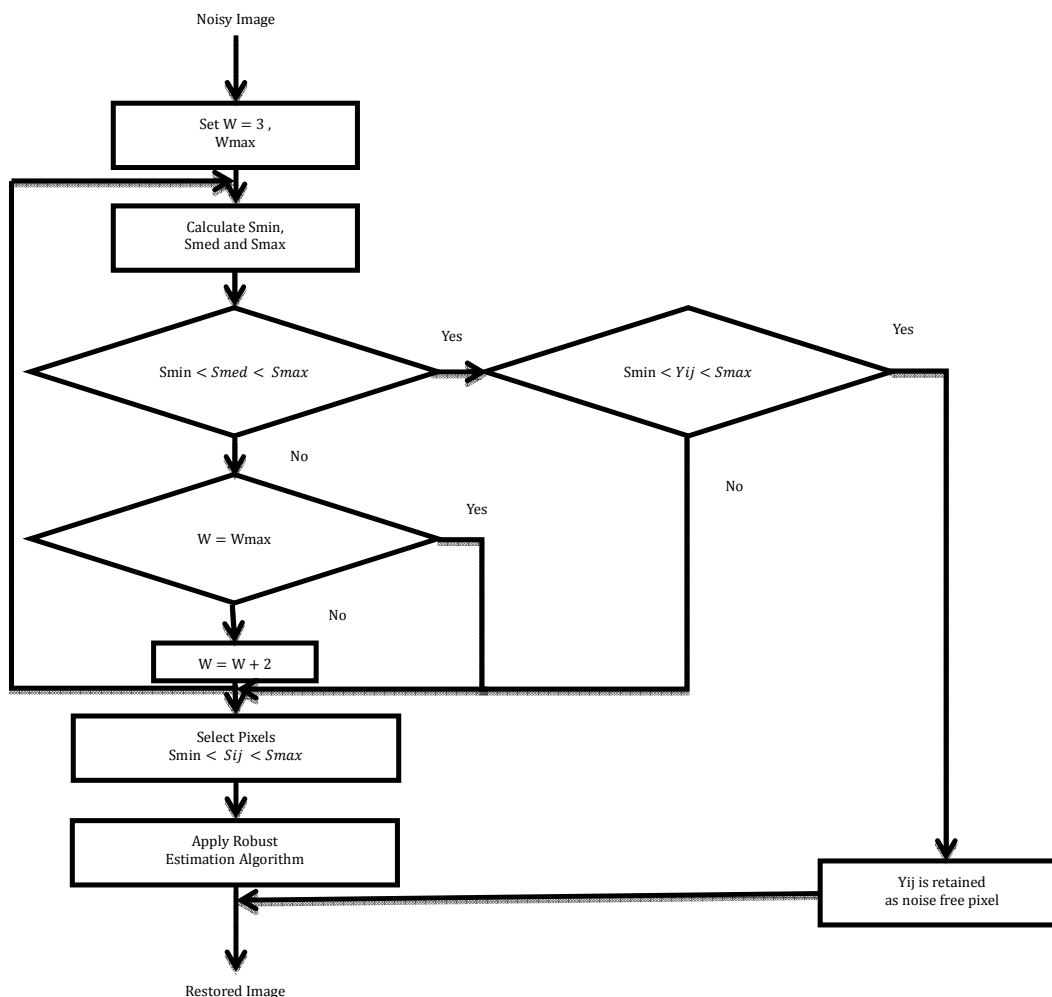 Noisy Image
Set W = 3 ,
Wmax
Calculate Smin,
Smed and Smax
Smin < Smed < Smax
Yes
Smin < Yij < Smax
Yes
No
No
W = Wmax
Yes
No
W = W + 2
Select Pixels
Smin < Sij < Smax
Apply Robust
Estimation Algorithm
Yij is retained
as noise free pixel
Restored Image